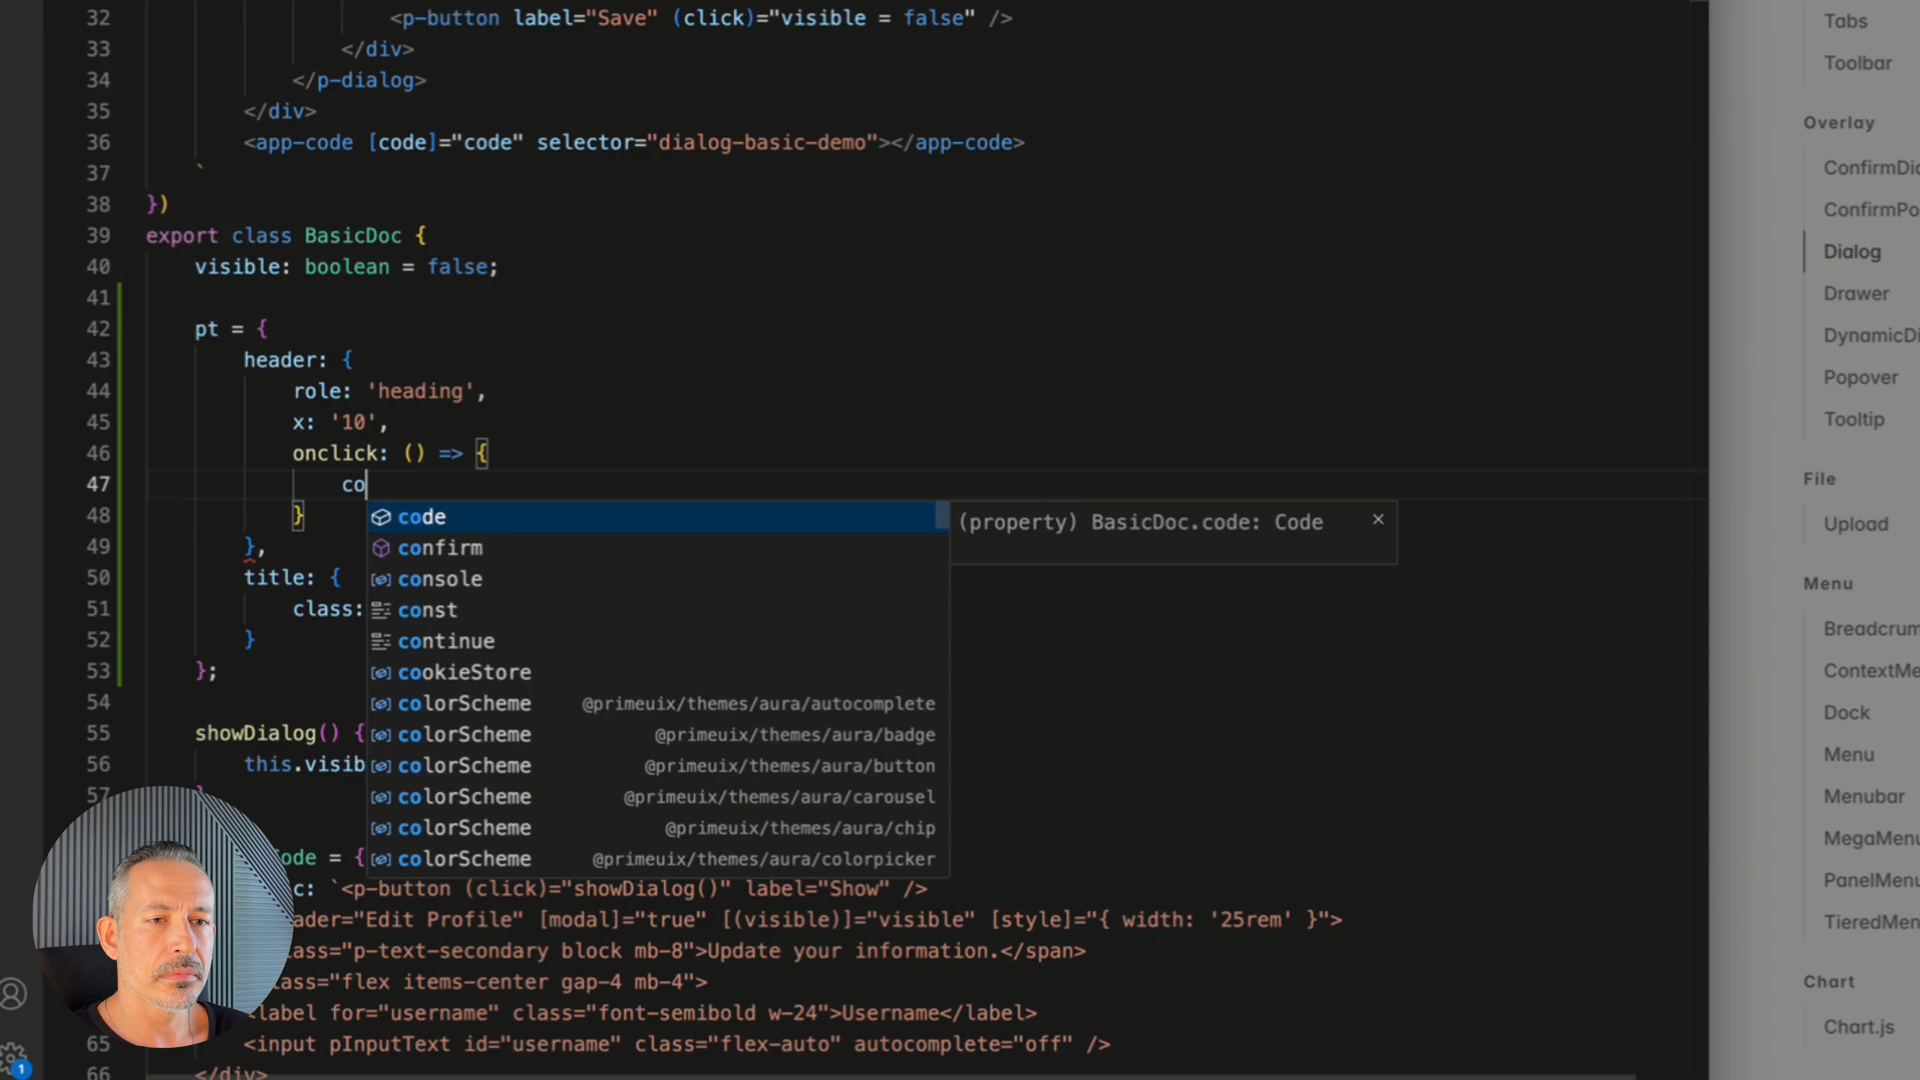 32 <p-button label="Save" (click)="visible = false" />
33 </div>
34 </p-dialog>
35 </div>
36 <app-code [code]="code" selector="dialog-basic-demo"></app-code>
37 `
38 })
39 export class BasicDoc {
40 visible: boolean = false;
41
42 pt = {
43 header: {
44 role: 'heading',
45 x: '10',
46 onclick: () => {
47 co
48 }
49 },
50 title: {
51 class:
52 }
53 };
54
55 showDialog() {
56 this.visib
57 }
ode = {
c: `<p-button (click)="showDialog()" label="Show" />
ader="Edit Profile" [modal]="true" [(visible)]="visible" [style]="{ width: '25rem' }">
lass="p-text-secondary block mb-8">Update your information.</span>
lass="flex items-center gap-4 mb-4">
label for="username" class="font-semibold w-24">Username</label>
65 <input pInputText id="username" class="flex-auto" autocomplete="off" />
66 </div>
code
confirm
console
const
continue
cookieStore
colorScheme @primeuix/themes/aura/autocomplete
colorScheme @primeuix/themes/aura/badge
colorScheme @primeuix/themes/aura/button
colorScheme @primeuix/themes/aura/carousel
colorScheme @primeuix/themes/aura/chip
colorScheme @primeuix/themes/aura/colorpicker
(property) BasicDoc.code: Code
1
Tabs
Toolbar
Overlay
ConfirmDia
ConfirmPo
Dialog
Drawer
DynamicDi
Popover
Tooltip
File
Upload
Menu
Breadcrum
ContextMe
Dock
Menu
Menubar
MegaMenu
PanelMenu
TieredMen
Chart
Chart.js